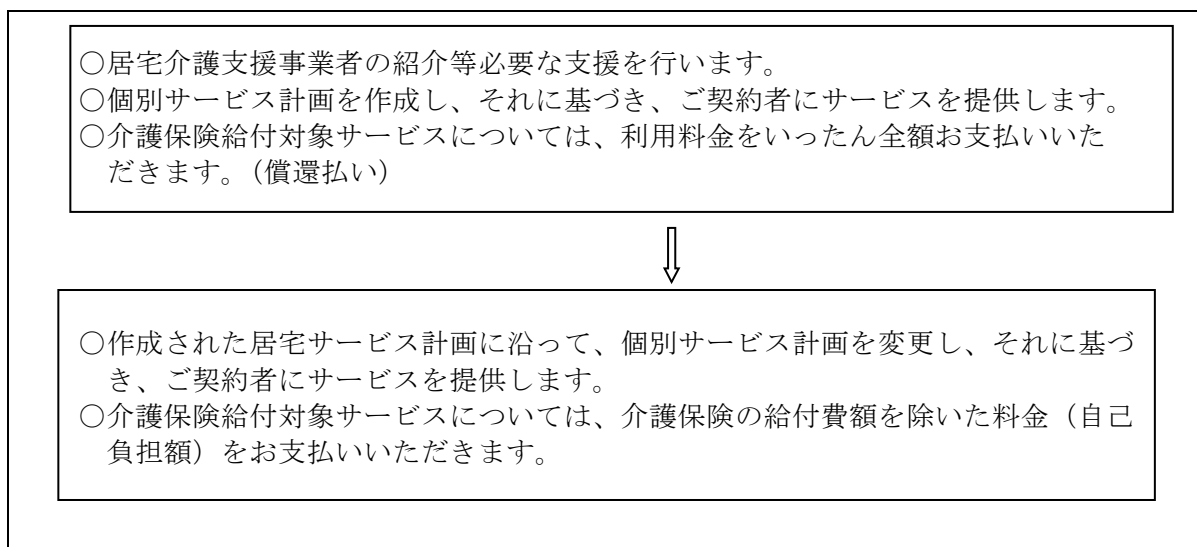 ○居宅介護支援事業者の紹介等必要な支援を行います。
○個別サービス計画を作成し、それに基づき、ご契約者にサービスを提供します。
○介護保険給付対象サービスについては、利用料金をいったん全額お支払いいた
だきます。（償還払い）
○作成された居宅サービス計画に沿って、個別サービス計画を変更し、それに基づ
き、ご契約者にサービスを提供します。
○介護保険給付対象サービスについては、介護保険の給付費額を除いた料金（自己
負担額）をお支払いいただきます。